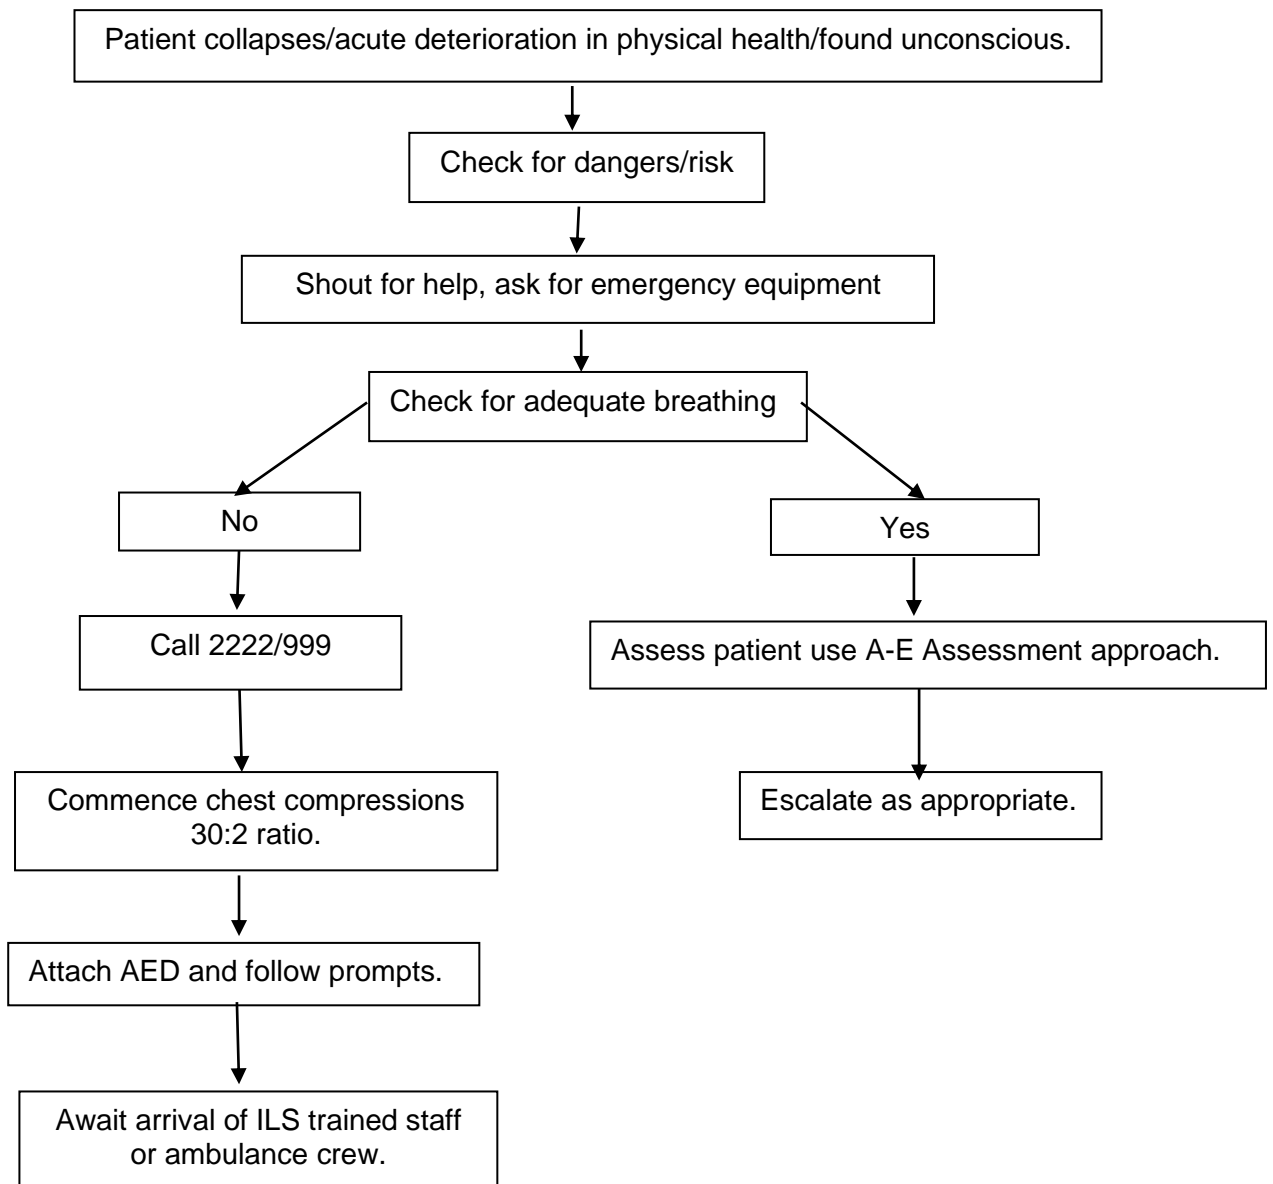 Patient collapses/acute deterioration in physical health/found unconscious.
Check for dangers/risk
Shout for help, ask for emergency equipment
Check for adequate breathing
No
Yes
Call 2222/999
Assess patient use A-E Assessment approach.
Commence chest compressions
30:2 ratio.
Escalate as appropriate.
Attach AED and follow prompts.
Await arrival of ILS trained staff
or ambulance crew.